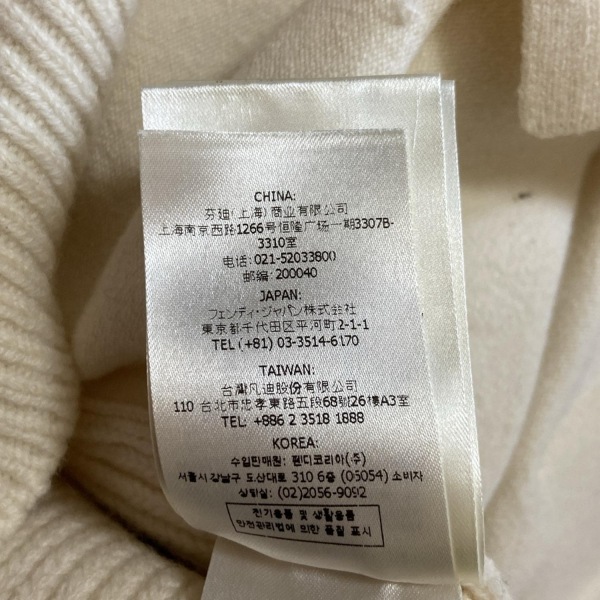 CHINA:
芬迪(上海)商业有限公司
上海南京西路1266号恒隆广场一期3307B-
3310室
电话: 021-52033800
邮编: 200040
JAPAN:
フェンディ・ジャパン株式会社
東京都千代田区平河町2-1-1
TEL (+81) 03-3514-6170
TAIWAN:
台灣凡迪股份有限公司
110 台北市忠孝東路五段68號26樓A3室
TEL: +886 2 3518 1888
KOREA:
수입판매원: 펜디코리아(주)
서울시 강남구 도산대로 310 6층 (06054) 소비자
상담실: (02)2056-9092
전기용품 및 생활용품
안전관리법에 의한 품질 표시